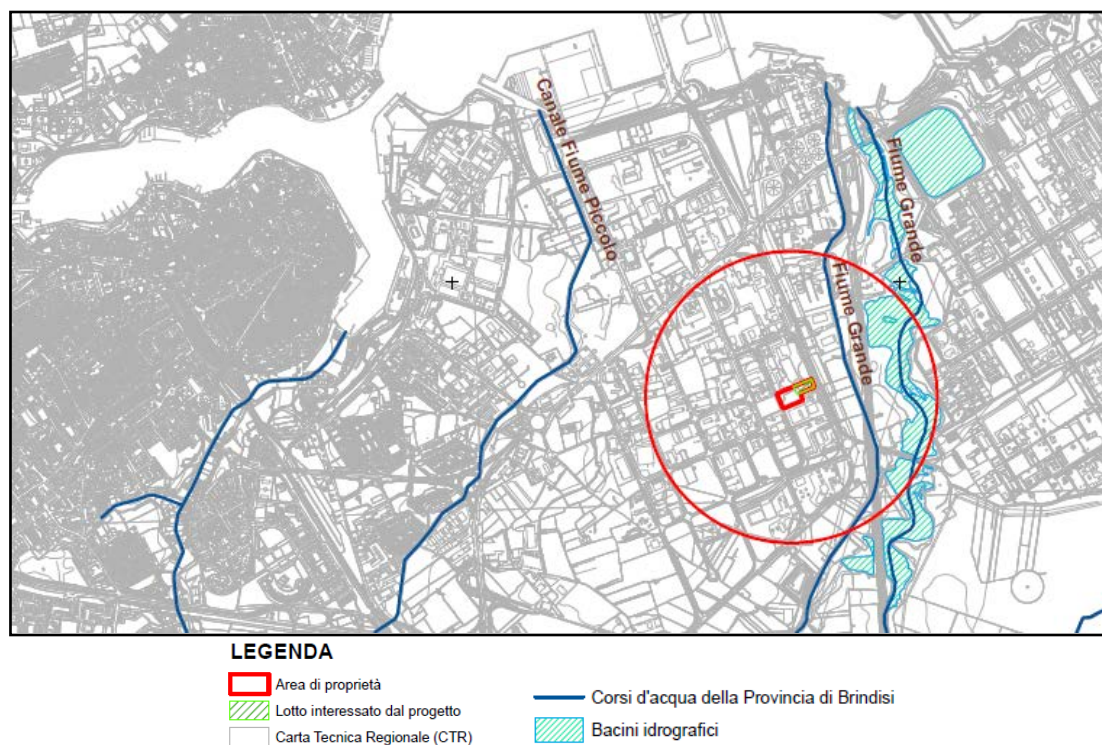 Canale Fiume Piccolo
Fiume Grande
Fiume Grande
LEGENDA
Area di proprietà
Lotto interessato dal progetto
Carta Tecnica Regionale (CTR)
Corsi d'acqua della Provincia di Brindisi
Bacini idrografici